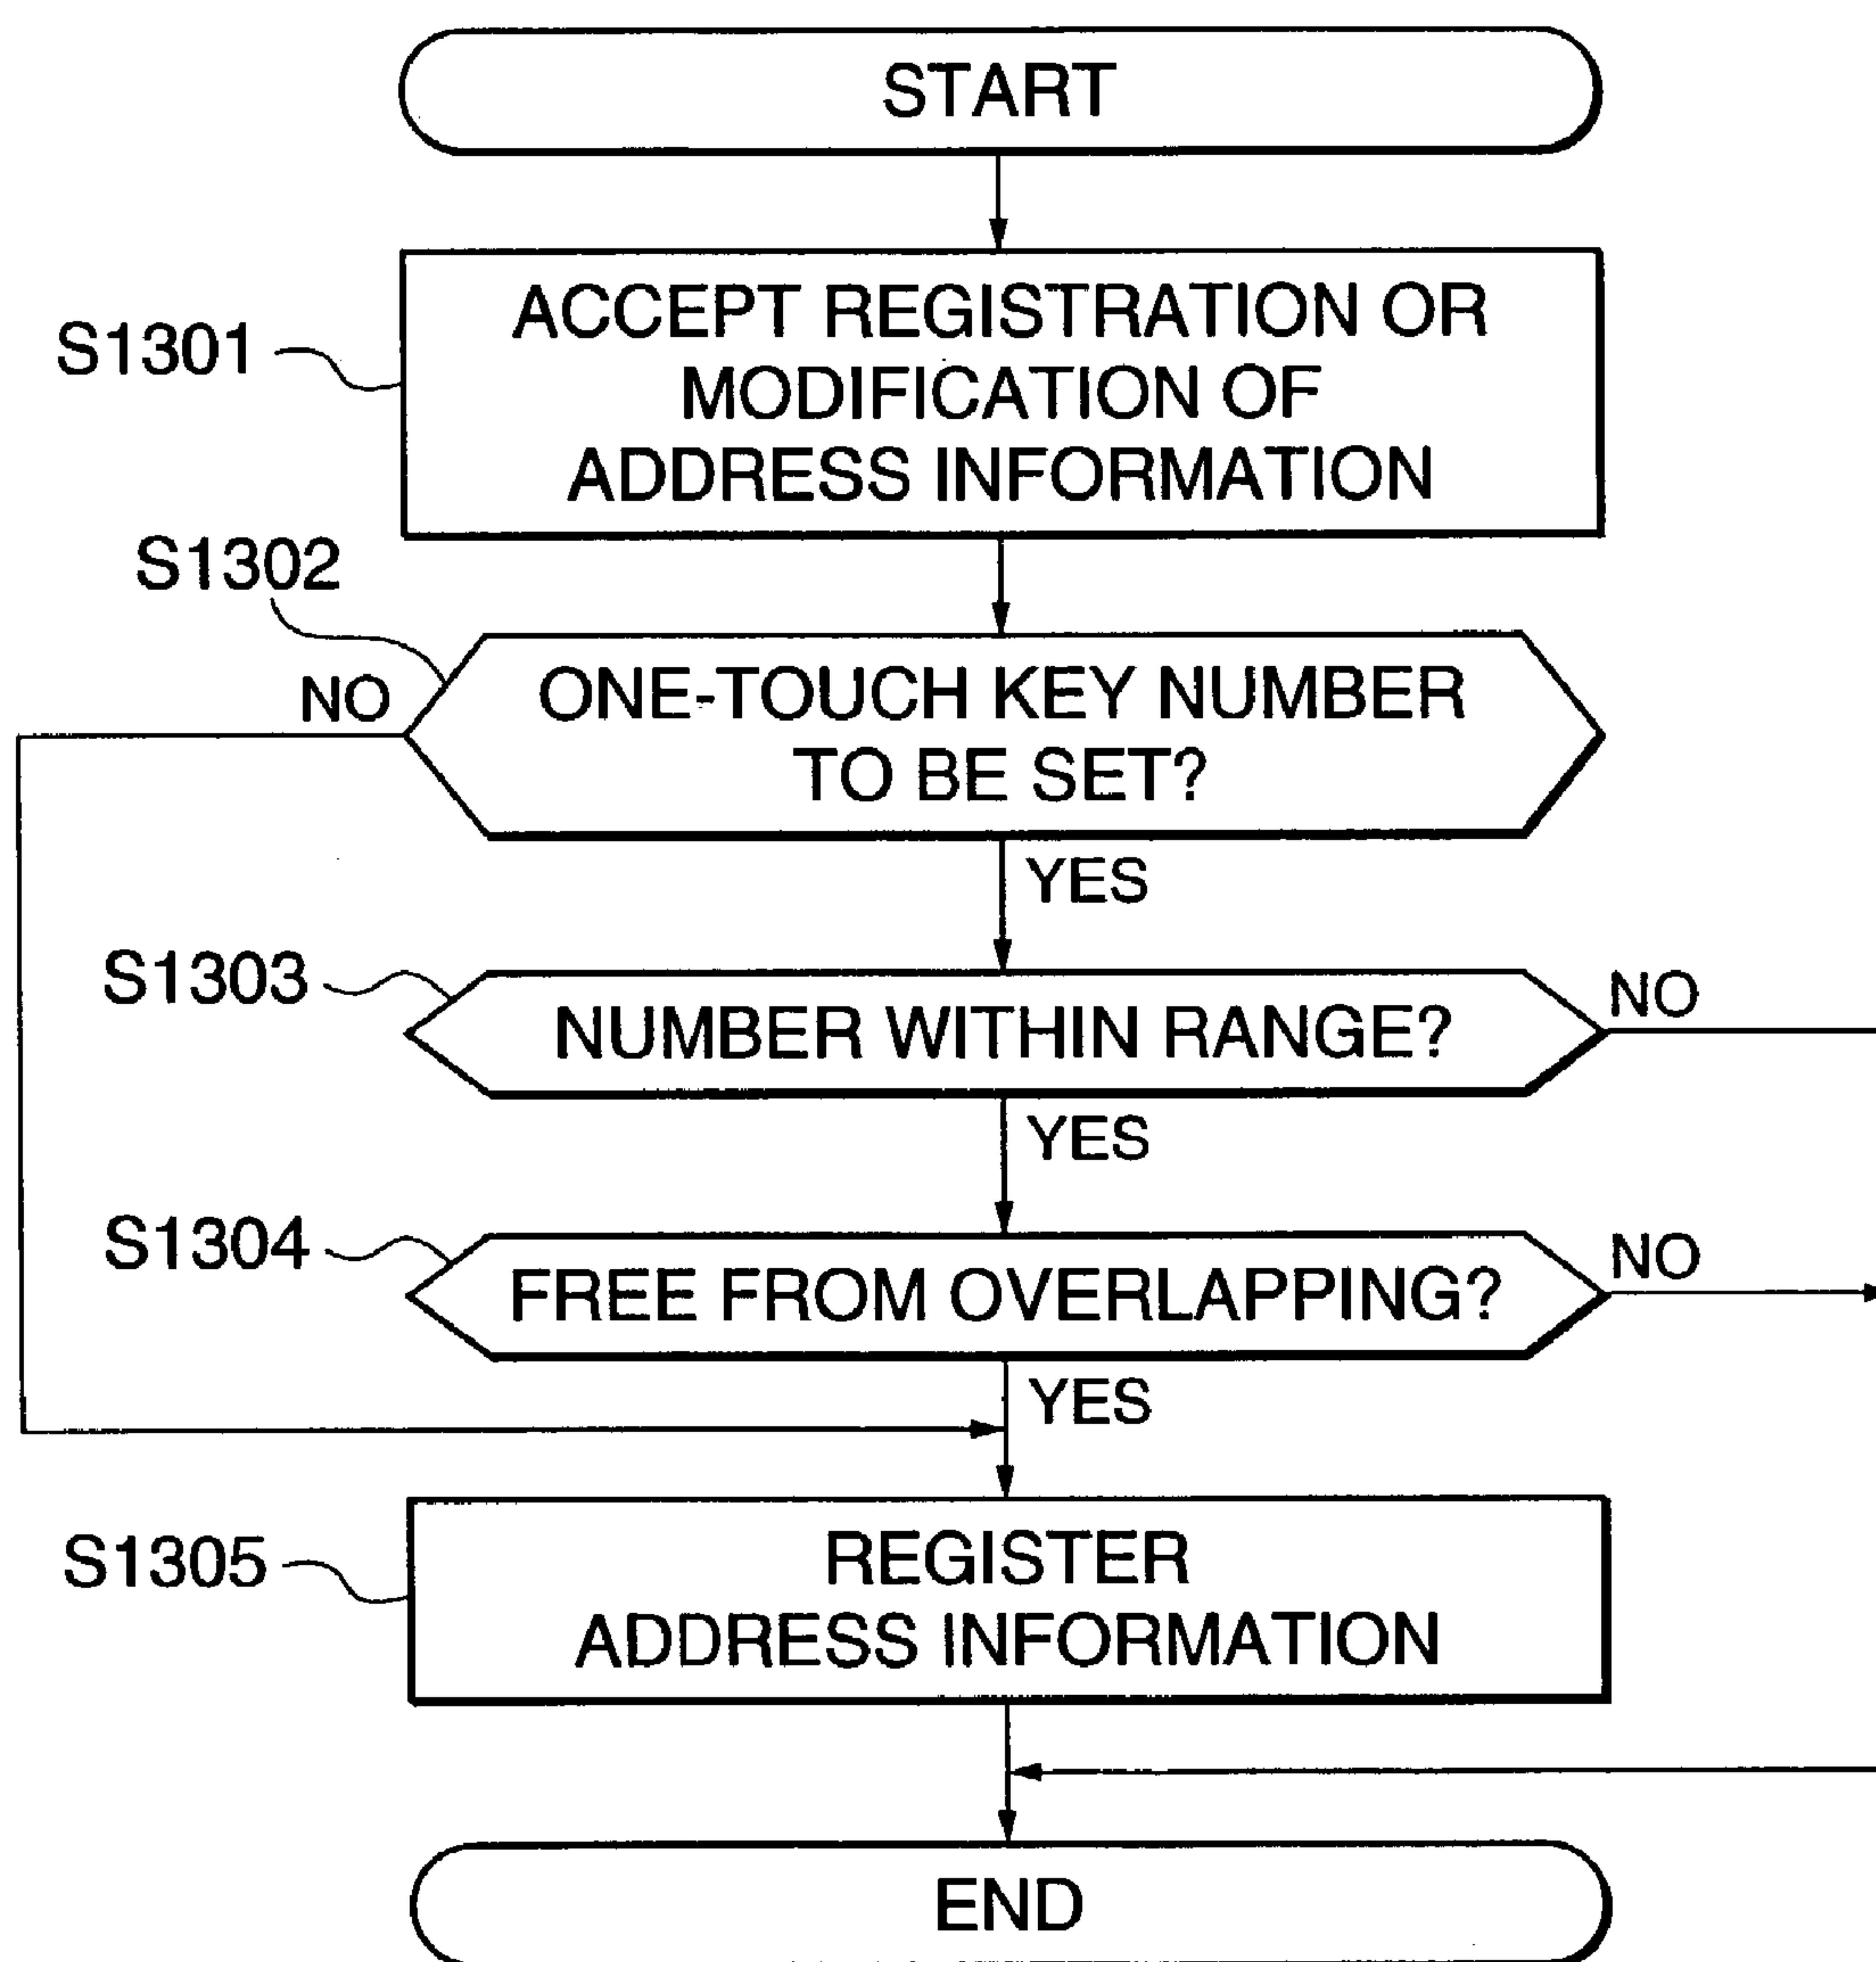 START
S1301
ACCEPT REGISTRATION OR
MODIFICATION OF
ADDRESS INFORMATION
S1302
NO
ONE-TOUCH KEY NUMBER
TO BE SET?
YES
S1303
NUMBER WITHIN RANGE?
NO
YES
S1304
FREE FROM OVERLAPPING?
NO
YES
S1305
REGISTER
ADDRESS INFORMATION
END